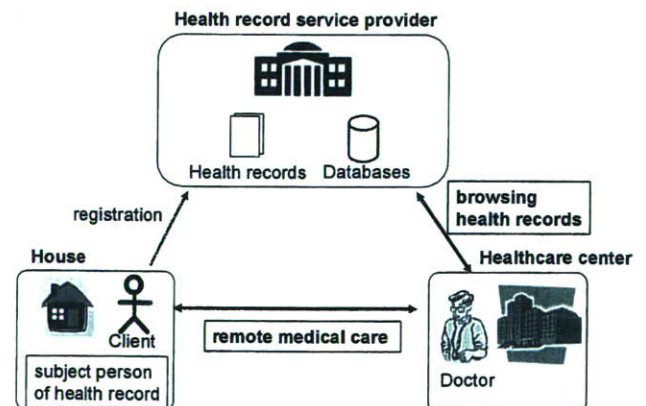 Health record service provider
Health records Databases
registration
browsing
health records
House
Healthcare center
Client
remote medical care
subject person
of health record
Doctor